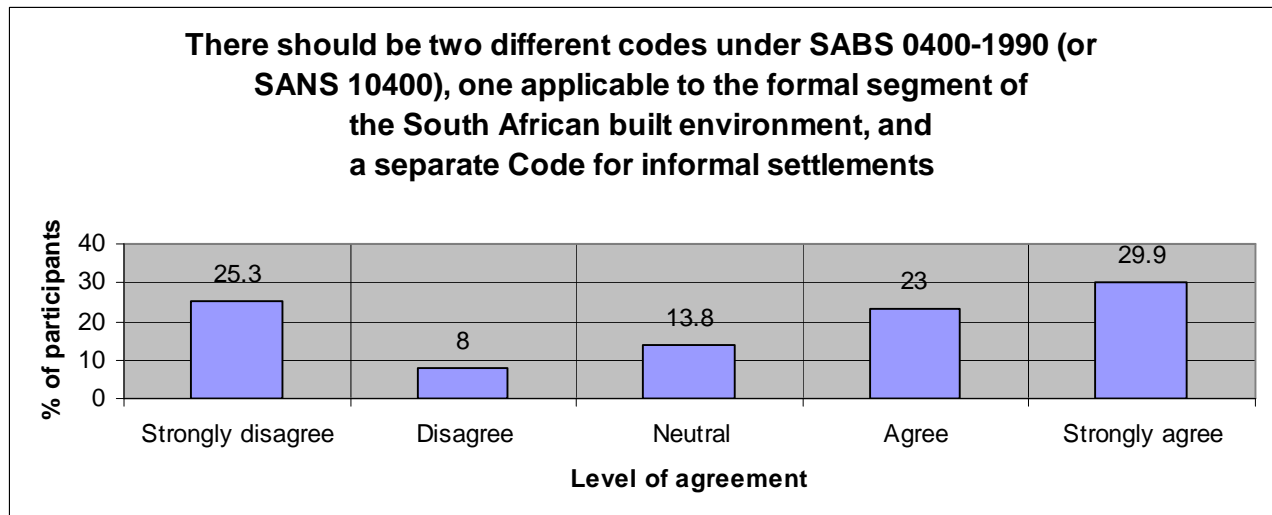 There should be two different codes under SABS 0400-1990 (or
SANS 10400), one applicable to the formal segment of
the South African built environment, and
a separate Code for informal settlements
% of participants
40
30
20
10
0
25.3
8
13.8
23
29.9
Strongly disagree
Disagree
Neutral
Agree
Strongly agree
Level of agreement